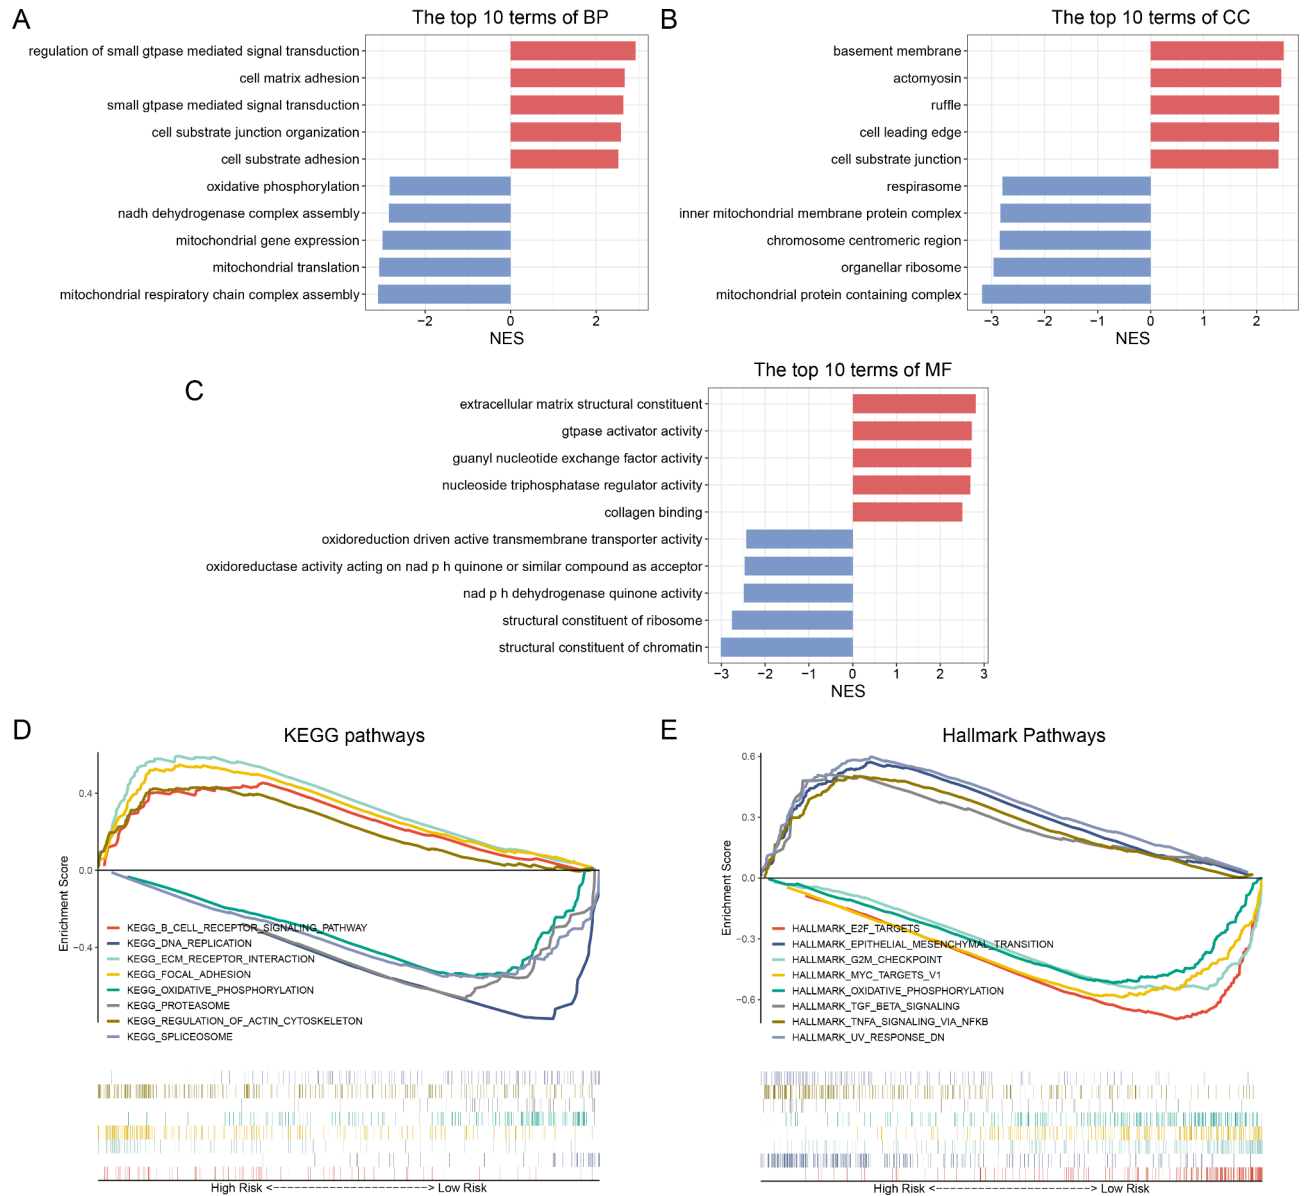 A
The top 10 terms of BP
regulation of small gtpase mediated signal transduction
cell matrix adhesion
small gtpase mediated signal transduction
cell substrate junction organization
cell substrate adhesion
oxidative phosphorylation
nadh dehydrogenase complex assembly
mitochondrial gene expression
mitochondrial translation
mitochondrial respiratory chain complex assembly
−2 0 2
NES
B
The top 10 terms of CC
basement membrane
actomyosin
ruffle
cell leading edge
cell substrate junction
respirasome
inner mitochondrial membrane protein complex
chromosome centromeric region
organellar ribosome
mitochondrial protein containing complex
−3 −2 −1 0 1 2
NES
C
The top 10 terms of MF
extracellular matrix structural constituent
gtpase activator activity
guanyl nucleotide exchange factor activity
nucleoside triphosphatase regulator activity
collagen binding
oxidoreduction driven active transmembrane transporter activity
oxidoreductase activity acting on nad p h quinone or similar compound as acceptor
nad p h dehydrogenase quinone activity
structural constituent of ribosome
structural constituent of chromatin
−3 −2 −1 0 1 2 3
NES
D
KEGG pathways
Enrichment Score
0.4
0.0
−0.4
KEGG_B_CELL_RECEPTOR_SIGNALING_PATHWAY
KEGG_DNA_REPLICATION
KEGG_ECM_RECEPTOR_INTERACTION
KEGG_FOCAL_ADHESION
KEGG_OXIDATIVE_PHOSPHORYLATION
KEGG_PROTEASOME
KEGG_REGULATION_OF_ACTIN_CYTOSKELETON
KEGG_SPLICEOSOME
High Risk <--------------------------> Low Risk
E
Hallmark Pathways
Enrichment Score
0.6
0.3
0.0
−0.3
−0.6
HALLMARK_E2F_TARGETS
HALLMARK_EPITHELIAL_MESENCHYMAL_TRANSITION
HALLMARK_G2M_CHECKPOINT
HALLMARK_MYC_TARGETS_V1
HALLMARK_OXIDATIVE_PHOSPHORYLATION
HALLMARK_TGF_BETA_SIGNALING
HALLMARK_TNFA_SIGNALING_VIA_NFKB
HALLMARK_UV_RESPONSE_DN
High Risk <--------------------------> Low Risk